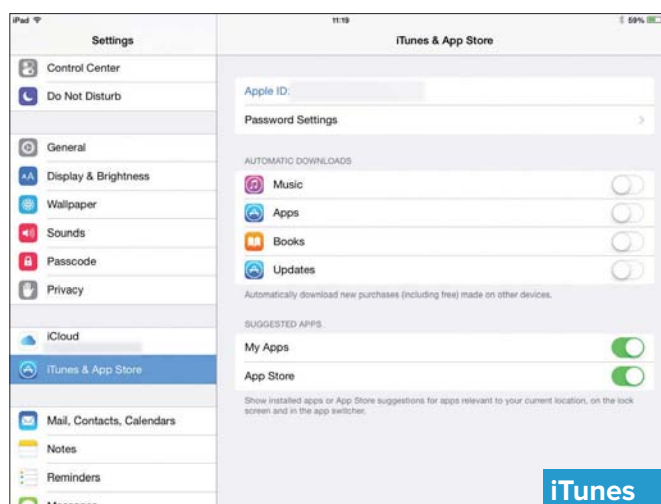 iPad
11:19
59%
Settings
iTunes & App Store
Control Center
Do Not Disturb
General
Display & Brightness
Wallpaper
Sounds
Passcode
Privacy
iCloud
iTunes & App Store
Mail, Contacts, Calendars
Notes
Reminders
Messages
Apple ID:
Password Settings
AUTOMATIC DOWNLOADS
Music
Apps
Books
Updates
Automatically download new purchases (including free) made on other devices.
SUGGESTED APPS
My Apps
App Store
Show installed apps or App Store suggestions for apps relevant to your current location, on the lock
screen and in the app switcher.
iTunes